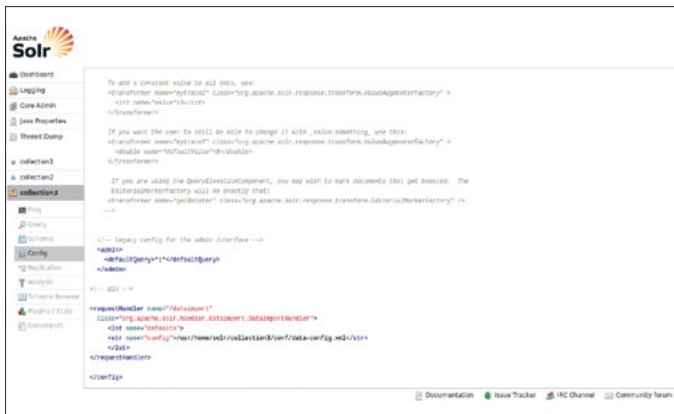 Apache
Solr
Dashboard
Logging
Core Admin
Java Properties
Thread Dump
collection1
collection2
collection3
Ping
Query
Schema
Config
Replication
Analysis
Schema Browser
Plugins / Stats
Dataimport
To add a constant value to all docs, use:
<transformer name="mytrans2" class="org.apache.solr.response.transform.ValueAugmenterFactory" >
<int name="value">5</int>
</transformer>
If you want the user to still be able to change it with _value:something_ use this:
<transformer name="mytrans3" class="org.apache.solr.response.transform.ValueAugmenterFactory" >
<double name="defaultValue">5</double>
</transformer>
If you are using the QueryElevationComponent, you may wish to mark documents that get boosted. The
EditorialMarkerFactory will do exactly that:
<transformer name="qecBooster" class="org.apache.solr.response.transform.EditorialMarkerFactory" />
-->
<!-- Legacy config for the admin interface -->
<admin>
<defaultQuery>*:*</defaultQuery>
</admin>
<!-- -->
<requestHandler name="/dataimport"
class="org.apache.solr.handler.dataimport.DataImportHandler">
<lst name="defaults">
<str name="config">/usr/home/solr/collection3/conf/data-config.xml</str>
</lst>
</requestHandler>
</config>
Documentation Issue Tracker IRC Channel Community forum